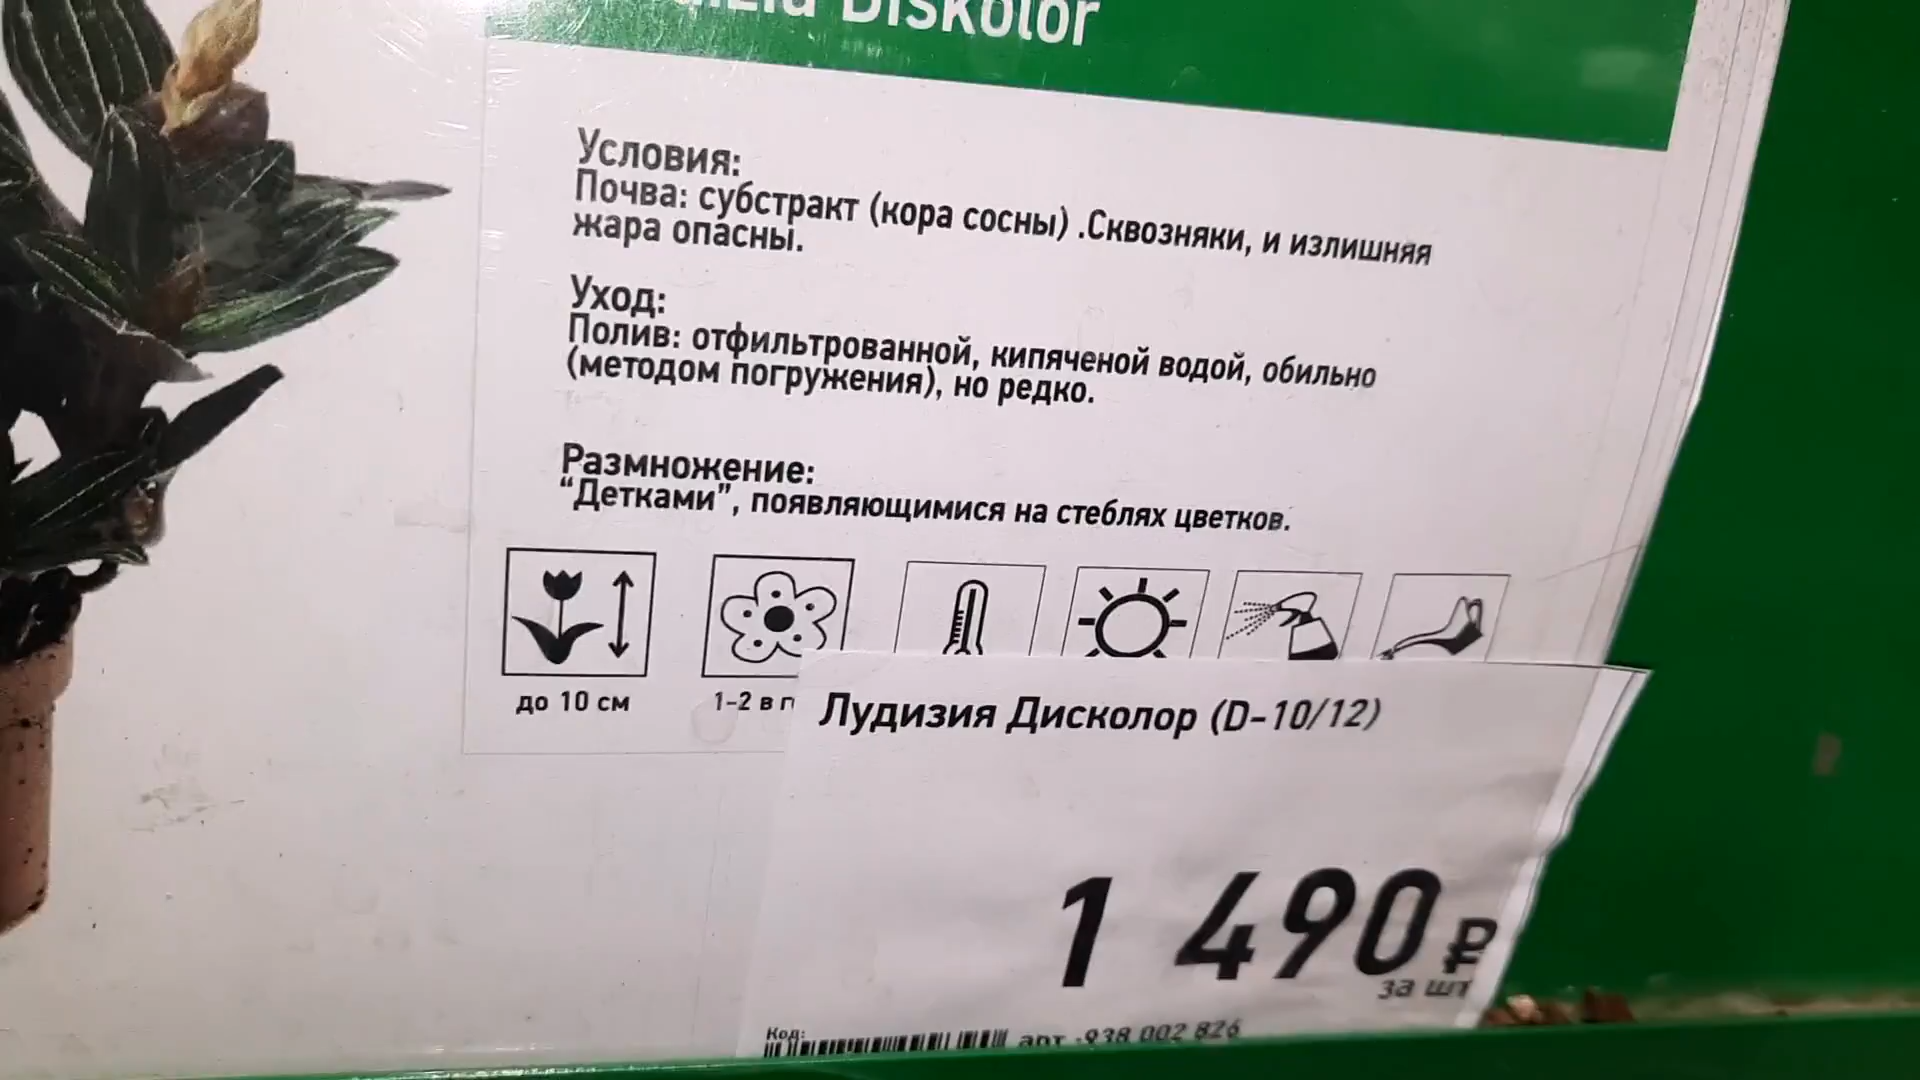 Diskolor
Условия:
Почва: субстракт (кора сосны) .Сквозняки, и излишняя
жара опасны.
Уход:
Полив: отфильтрованной, кипяченой водой, обильно
(методом погружения), но редко.
Размножение:
“Детками”, появляющимися на стеблях цветков.
до 10 см
1-2 в
Лудизия Дисколор (D-10/12)
1 490 ₽
за шт
Код:
арт. 938 002 826